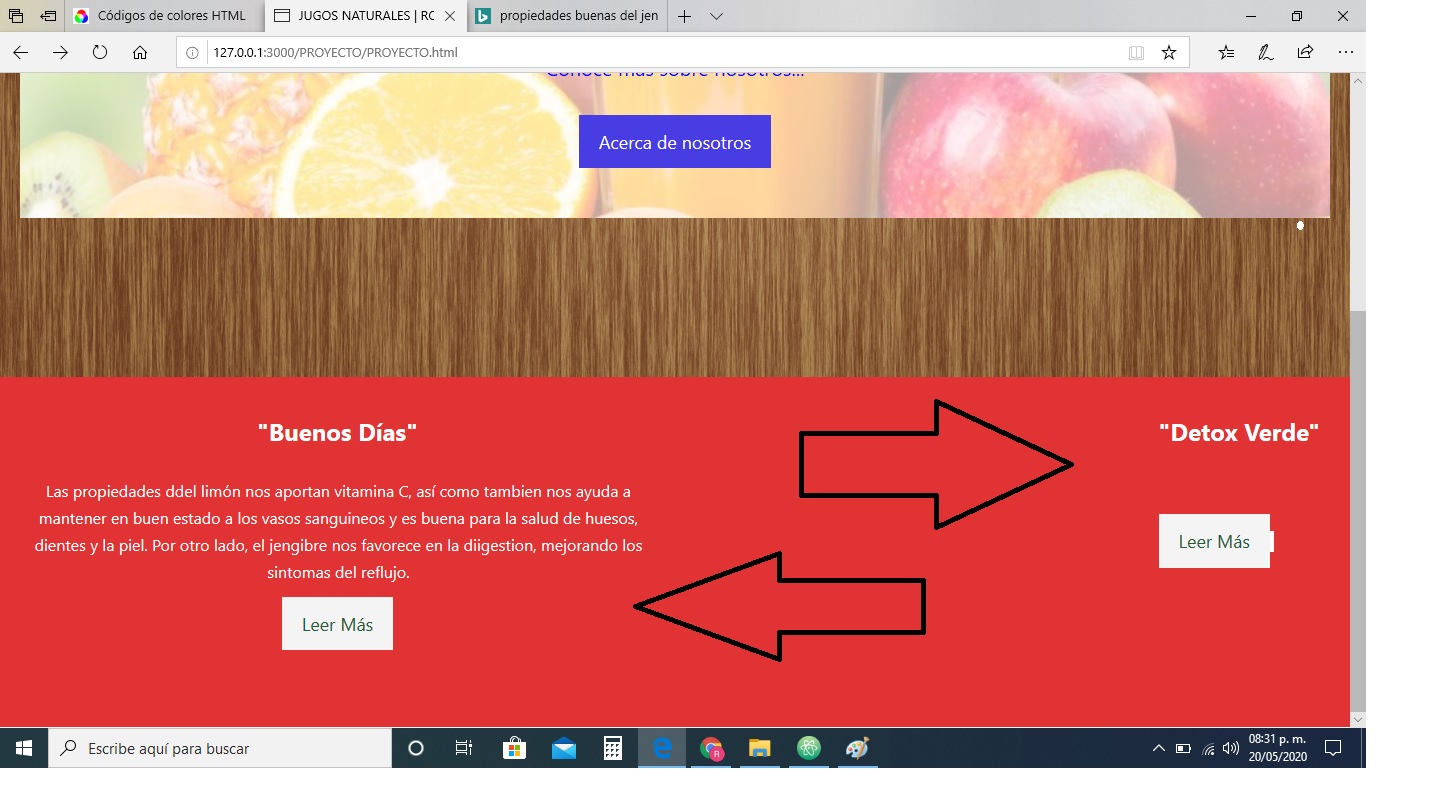 Códigos de colores HTML
JUGOS NATURALES | RC
propiedades buenas del jen
127.0.0.1:3000/PROYECTO/PROYECTO.html
Conoce más sobre nosotros...
Acerca de nosotros
"Buenos Días"
Las propiedades ddel limón nos aportan vitamina C, así como tambien nos ayuda a
mantener en buen estado a los vasos sanguineos y es buena para la salud de huesos,
dientes y la piel. Por otro lado, el jengibre nos favorece en la diigestion, mejorando los
sintomas del reflujo.
Leer Más
"Detox Verde"
Leer Más
Escribe aquí para buscar
R
08:31 p. m.
20/05/2020